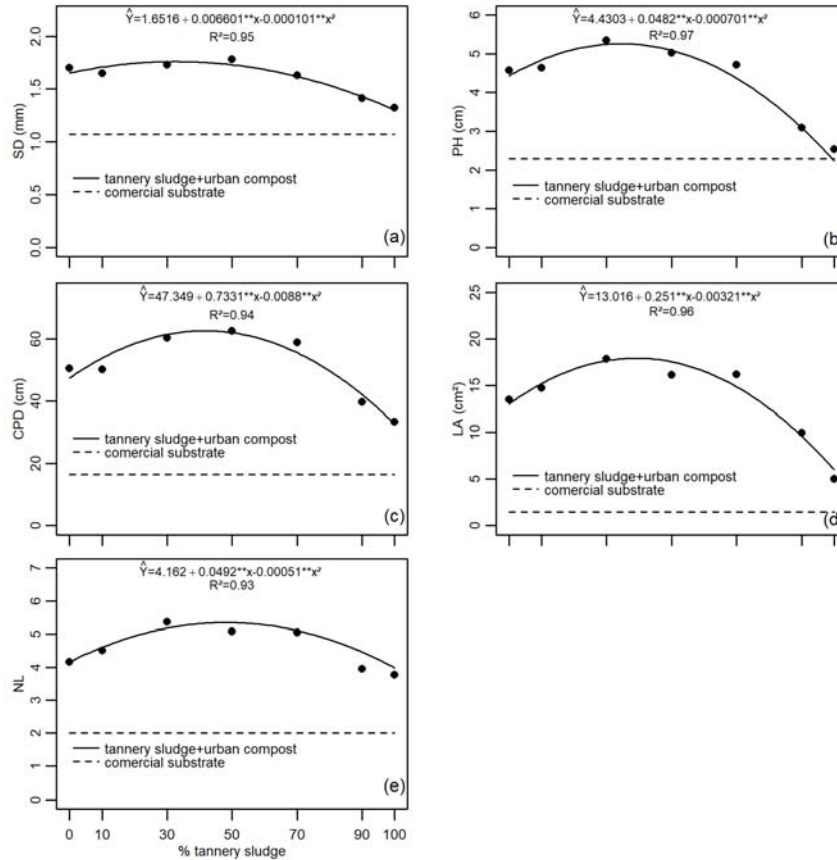 Ŷ=1.6516+0.006601**x-0.000101**x²
R²=0.95
SD (mm)
2.0
1.5
1.0
0.5
0.0
tannery sludge+urban compost
comercial substrate
(a)
Ŷ=4.4303+0.0482**x-0.000701**x²
R²=0.97
PH (cm)
6
5
4
3
2
1
0
tannery sludge+urban compost
comercial substrate
(b)
Ŷ=47.349+0.7331**x-0.0088**x²
R²=0.94
CPD (cm)
60
40
20
0
tannery sludge+urban compost
comercial substrate
(c)
Ŷ=13.016+0.251**x-0.00321**x²
R²=0.96
LA (cm²)
25
20
15
10
5
0
tannery sludge+urban compost
comercial substrate
(d)
Ŷ=4.162+0.0492**x-0.00051**x²
R²=0.93
NL
7
6
5
4
3
2
1
0
tannery sludge+urban compost
comercial substrate
(e)
0 10 30 50 70 90 100
% tannery sludge